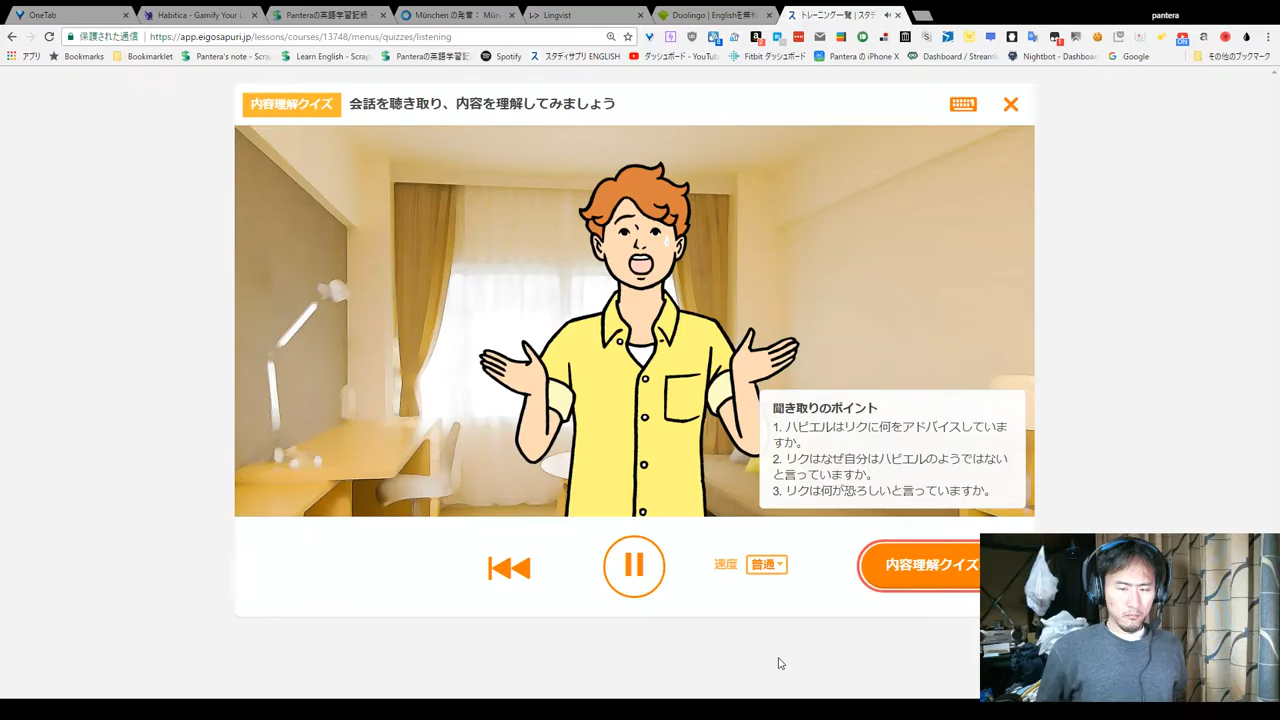 OneTab
Habitica - Gamify Your L
Panteraの英語学習記録 -
München の発音： Mün
Lingvist
Duolingo | Englishを無料
トレーニング一覧 | スタデ
pantera
保護された通信
https://app.eigosapuri.jp/lessons/courses/13748/menus/quizzes/listening
アプリ
Bookmarks
Bookmarklet
Pantera's note - Scrap
Learn English - Scrap
Panteraの英語学習記
Spotify
スタディサプリ ENGLISH
ダッシュボード - YouTu
Fitbit ダッシュボード
Pantera の iPhone X
Dashboard / Streaml
Nightbot - Dashboa
Google
その他のブックマーク
内容理解クイズ
会話を聴き取り、内容を理解してみましょう
聞き取りのポイント
1. ハビエルはリクに何をアドバイスしていま
すか。
2. リクはなぜ自分はハビエルのようではない
と言っていますか。
3. リクは何が恐ろしいと言っていますか。
速度
普通
内容理解クイズ